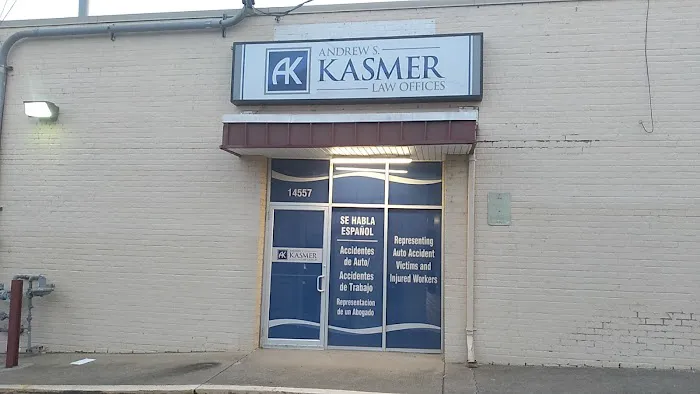 AK
ANDREW S.
KASMER
LAW OFFICES
14557
AK KASMER
SE HABLA
ESPAÑOL
Accidentes
de Auto/
Accidentes
de Trabajo
Representacion
de un Abogado
Representing
Auto Accident
Victims and
Injured Workers